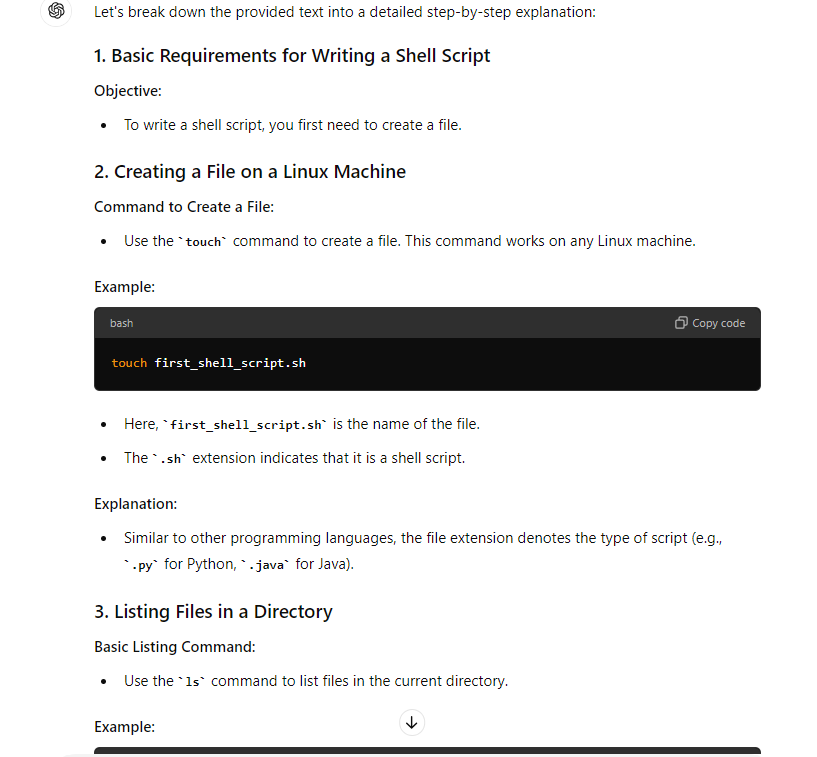 Let's break down the provided text into a detailed step-by-step explanation:
1. Basic Requirements for Writing a Shell Script
Objective:
• To write a shell script, you first need to create a file.
2. Creating a File on a Linux Machine
Command to Create a File:
• Use the `touch` command to create a file. This command works on any Linux machine.
Example:
bash Copy code
touch first_shell_script.sh
• Here, `first_shell_script.sh` is the name of the file.
• The `.sh` extension indicates that it is a shell script.
Explanation:
• Similar to other programming languages, the file extension denotes the type of script (e.g.,
`.py` for Python, `.java` for Java).
3. Listing Files in a Directory
Basic Listing Command:
• Use the `ls` command to list files in the current directory.
Example: